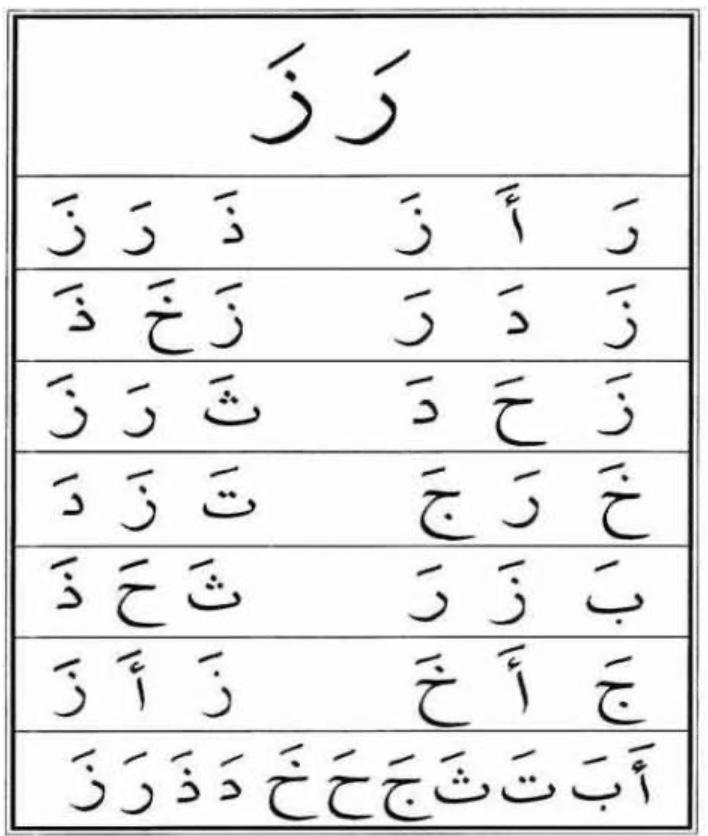 رَ زَ
رَ أَ زَ ذَ رَ زَ
زَ دَ رَ زَ خَ ذَ
زَ حَ دَ ثَ رَ زَ
خَ رَ جَ تَ زَ دَ
بَ زَ رَ ثَ حَ ذَ
جَ أَ خَ زَ أَ زَ
أَ بَ تَ ثَ جَ حَ خَ دَ ذَ رَ زَ